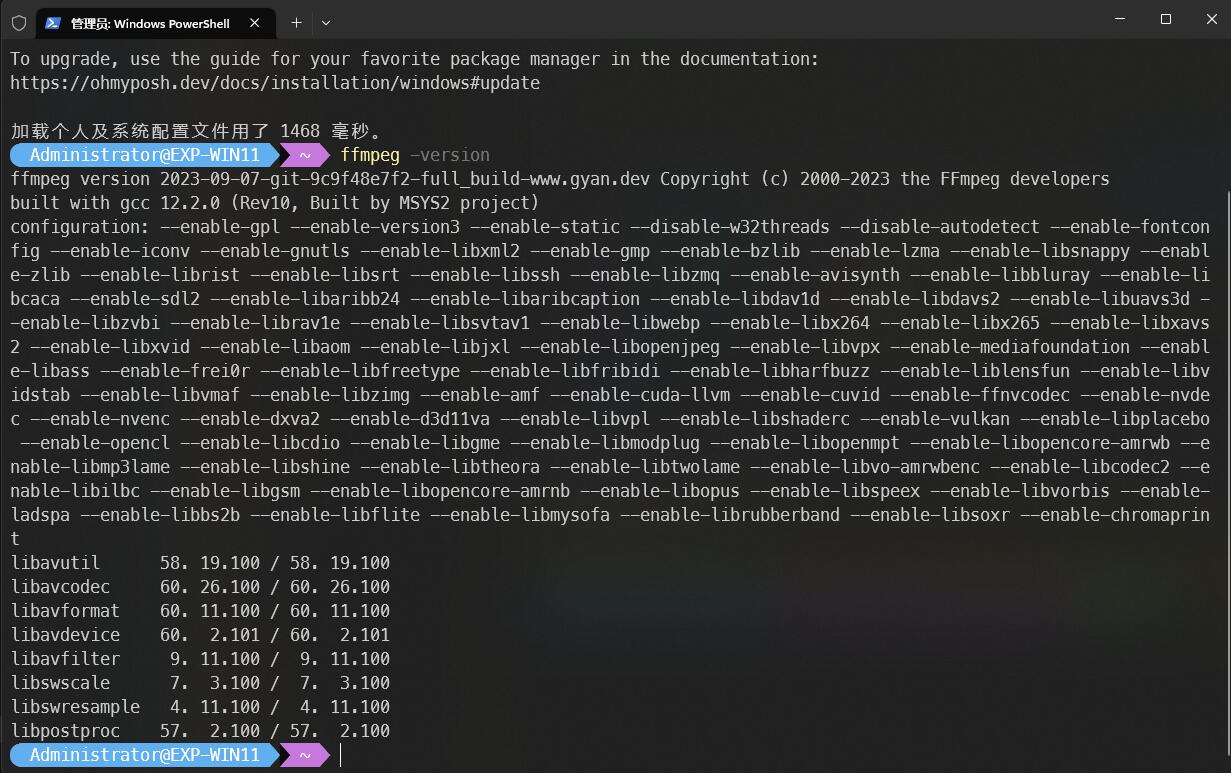 管理员: Windows PowerShell
To upgrade, use the guide for your favorite package manager in the documentation:
https://ohmyposh.dev/docs/installation/windows#update
加载个人及系统配置文件用了 1468 毫秒。
Administrator@EXP-WIN11 ~ ffmpeg -version
ffmpeg version 2023-09-07-git-9c9f48e7f2-full_build-www.gyan.dev Copyright (c) 2000-2023 the FFmpeg developers
built with gcc 12.2.0 (Rev10, Built by MSYS2 project)
configuration: --enable-gpl --enable-version3 --enable-static --disable-w32threads --disable-autodetect --enable-fontcon
fig --enable-iconv --enable-gnutls --enable-libxml2 --enable-gmp --enable-bzlib --enable-lzma --enable-libsnappy --enabl
e-zlib --enable-librist --enable-libsrt --enable-libssh --enable-libzmq --enable-avisynth --enable-libbluray --enable-li
bcaca --enable-sdl2 --enable-libaribb24 --enable-libaribcaption --enable-libdav1d --enable-libdavs2 --enable-libuavs3d -
-enable-libzvbi --enable-librav1e --enable-libsvtav1 --enable-libwebp --enable-libx264 --enable-libx265 --enable-libxavs
2 --enable-libxvid --enable-libaom --enable-libjxl --enable-libopenjpeg --enable-libvpx --enable-mediafoundation --enabl
e-libass --enable-frei0r --enable-libfreetype --enable-libfribidi --enable-libharfbuzz --enable-liblensfun --enable-libv
idstab --enable-libvmaf --enable-libzimg --enable-amf --enable-cuda-llvm --enable-cuvid --enable-ffnvcodec --enable-nvde
c --enable-nvenc --enable-dxva2 --enable-d3d11va --enable-libvpl --enable-libshaderc --enable-vulkan --enable-libplacebo
 --enable-opencl --enable-libcdio --enable-libgme --enable-libmodplug --enable-libopenmpt --enable-libopencore-amrwb --e
nable-libmp3lame --enable-libshine --enable-libtheora --enable-libtwolame --enable-libvo-amrwbenc --enable-libcodec2 --e
nable-libilbc --enable-libgsm --enable-libopencore-amrnb --enable-libopus --enable-libspeex --enable-libvorbis --enable-
ladspa --enable-libbs2b --enable-libflite --enable-libmysofa --enable-librubberband --enable-libsoxr --enable-chromaprin
t
libavutil      58. 19.100 / 58. 19.100
libavcodec     60. 26.100 / 60. 26.100
libavformat    60. 11.100 / 60. 11.100
libavdevice    60.  2.101 / 60.  2.101
libavfilter     9. 11.100 /  9. 11.100
libswscale      7.  3.100 /  7.  3.100
libswresample   4. 11.100 /  4. 11.100
libpostproc    57.  2.100 / 57.  2.100
Administrator@EXP-WIN11 ~